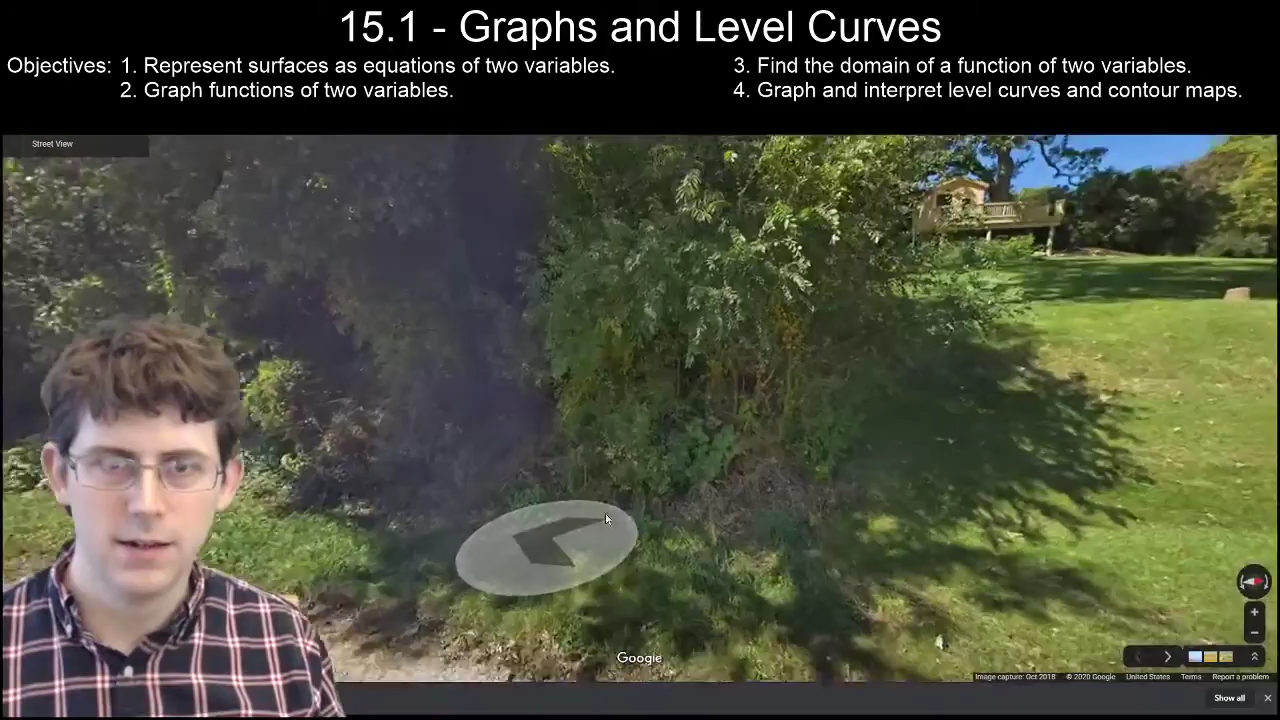 15.1 - Graphs and Level Curves
Objectives: 1. Represent surfaces as equations of two variables.
2. Graph functions of two variables.
3. Find the domain of a function of two variables.
4. Graph and interpret level curves and contour maps.
Street View
Google
Image capture: Oct 2018 © 2020 Google United States Terms Report a problem
Show all